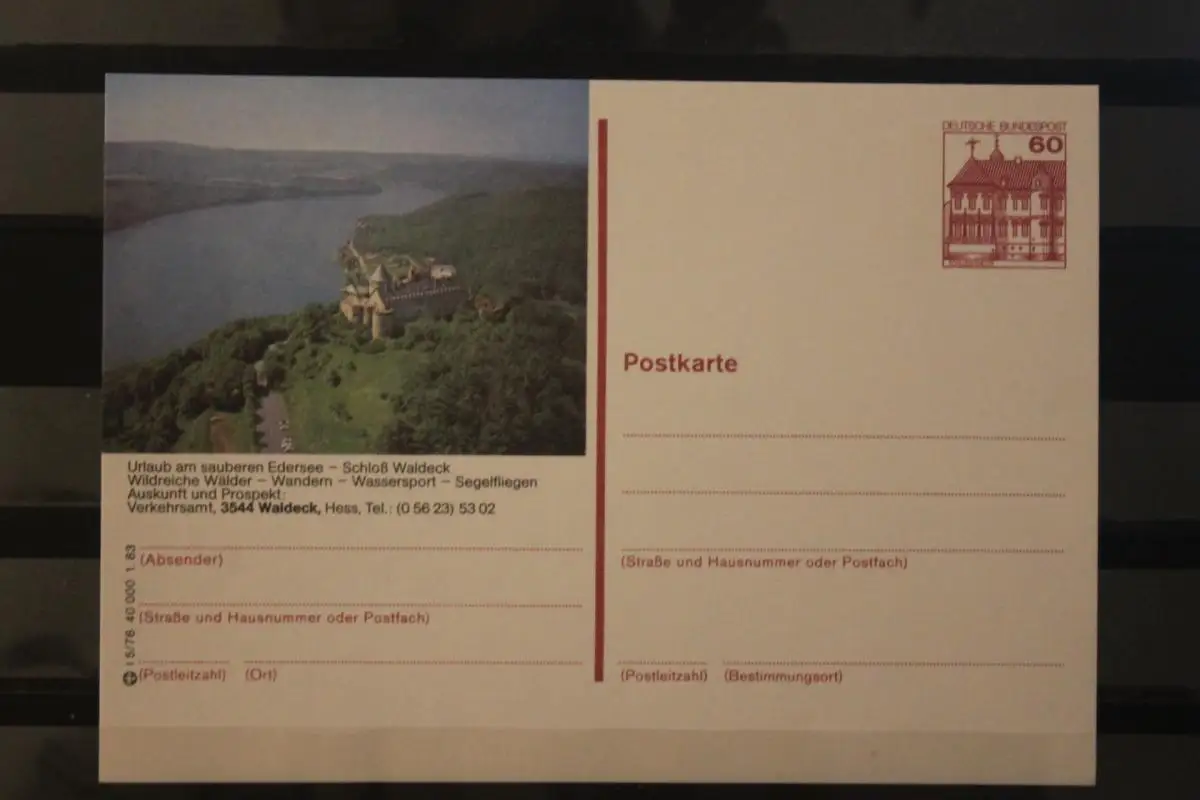 DEUTSCHE BUNDESPOST
60
Postkarte
Urlaub am sauberen Edersee – Schloß Waldeck
Wildreiche Wälder – Wandern – Wassersport – Segelfliegen
Auskunft und Prospekt:
Verkehrsamt, 3544 Waldeck, Hess, Tel.: (0 56 23) 53 02
(Absender)
(Straße und Hausnummer oder Postfach)
(Postleitzahl) (Ort)
5/76 40 000 1.83
(Straße und Hausnummer oder Postfach)
(Postleitzahl) (Bestimmungsort)